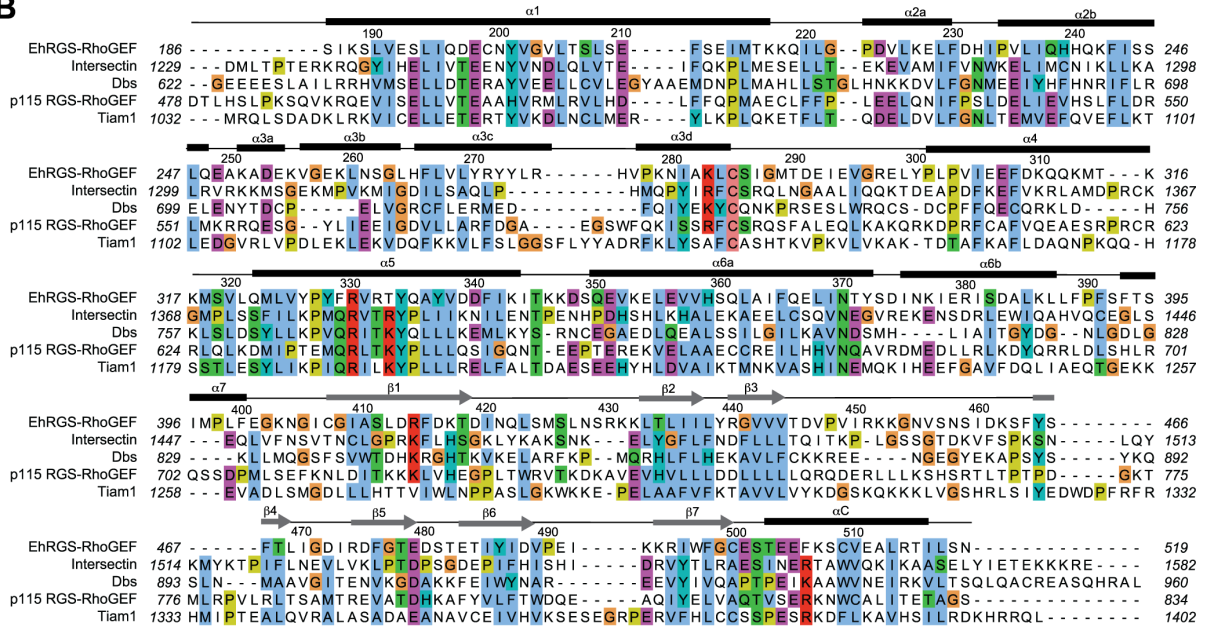 B
α1 α2a α2b
190 200 210 220 230 240
EhRGS-RhoGEF 186 -----------SIKSLVESLIQDECNYVGVLTSLSE-----FSEIMTKKQILG-PDVLKELFDHIPVLIQHHQKFISS 246
Intersectin 1229 ---DMLTPTERKRQGYIHELIVTEENYVNDLQLVTE-----IFQKPLMESELLT--EKEVAMIFVNWKELIMCNIKLLKA 1298
Dbs 622 --GEEEESLAILRRHVMSELLDTERAYVEELLCVLEGYAAEMDNPLMAHLLSTGLHNKKDVLFGNMEEIYHFHNRIFLR 698
p115 RGS-RhoGEF 478 DTLHSLPKSQVKRQEVISELLVTEAAHVRMLRVLHD-----LFFQPMAECLFFP--LEELQNIFPSLDELIEVHSLFLDR 550
Tiam1 1032 ---MRQLSDADKLRKVICELLETERTYVKDLNCLMER-----YLKPLQKETFLT--QDELDVLFGNLTEMVEFQVEFLKT 1101
α3a α3b α3c α3d α4
250 260 270 280 290 300 310
EhRGS-RhoGEF 247 LQEAKADEKVGEKLNSGLHFLVLYRYYLR------HVPKNIAKLCSIGMTDEIEVGRELYPLPVIEEFDKQQKMT---K 316
Intersectin 1299 LRVRKKMSGEKMPVKMIGDILSAQLP---------HMQPYIRFCSRQLNGAALIQQKTDEAPDFKEFVKRLAMDPRCK 1367
Dbs 699 ELENYTDCP-----ELVGRCFLERMED---------FQIYEKYCQNKPRSESLWRQCS-DCPFFQECQRKLD----H 756
p115 RGS-RhoGEF 551 LMKRRQESG---YLIEEIGDVLLARFDGA----EGSWFQKISSRFCSRQSFALEQLKAKQRKDPRFCAFVQEAESRPRCR 623
Tiam1 1102 LEDGVRLVPDLEKLEKVDQFKKVLFSLGGSFLYYADRFKLYSAFCASHTKVPKVLVKAK-TDTAFKAFLDAQNPKQQ-H 1178
α5 α6a α6b
320 330 340 350 360 370 380 390
EhRGS-RhoGEF 317 KMSVLQMLVYPYFRVRTYQAYVDDFIKITKKDSQEVKELEVVHSQLAIFQELINTYSDINKIERISDALKLLFPFSFTS 395
Intersectin 1368 GMPLSSFILKPMQRVTRYPLIIKNILENTPENHPDHSHLKHALEKAEELCSQVNEGVREKENSDRLEWIQAHVQCEGLS 1446
Dbs 757 KLSLDSYLLKPVQRITKYQLLLKEMLKYS-RNCEGAEDLQEALSSILGILKAVNDSMH----LIAITGYDG-NLGDLG 828
p115 RGS-RhoGEF 624 RLQLKDMIPTEMQRLTKYPLLLQSIGQNT-EEPTEREKVELAAECCREILHHVNQAVRDMEDLLRLKDYQRRLDLSHLR 701
Tiam1 1179 SSTLESYLIKPIQRILKYPLLLRELFALTDAESEEHYHLDVAIKTMNKVASHINEMQKIHEEFGAVFDQLIAEQTGEKK 1257
α7 β1 β2 β3
400 410 420 430 440 450 460
EhRGS-RhoGEF 396 IMPLFEGKNGICGIASLDRFDKTDINQLSMSLNSRKKLTLIILYRGVVVTDVPVIRKKGNVSNSIDKSFYS-------- 466
Intersectin 1447 ---EQLVFNSVTNCLGPRKFLHSGKLYKAKSNK---ELYGFLFNDFLLLTQITKP-LGSSGTDKVFSPKSN-----LQY 1513
Dbs 829 ----KLLMQGSFSVWTDHKRGHTKVKELARFKP--MQRHLFLHEKAVLFCKKREE----NGEGYEKAPSYS-----YKQ 892
p115 RGS-RhoGEF 702 QSSDPMLSEFKNLDITKKKLVHEGPLTWRVTKDKAVEVHVLLLDDLLLLLQRQDERLLLKSHSRTLTPTPD-----GKT 775
Tiam1 1258 ---EVADLSMGDLLLHTTVIWLNPPASLGKWKKE-PELAAFVFKTAVVLVYKDGSKQKKKLVGSHRLSIYEDWDPFRFR 1332
β4 β5 β6 β7 αC
470 480 490 500 510
EhRGS-RhoGEF 467 ------FTLIGDIRDFGTEDSTETIYIDVPEI------KKRIWFGCESTEEFKSCVEALRTILSN-------------- 519
Intersectin 1514 KMYKTPIFLNEVLVKLPTDPSGDEPIFHISHI------DRVYTLRAESINERTAWVQKIKAASELYIETEKKKRE---- 1582
Dbs 893 SLN---MAAVGITENVKGDAKKFEIWYNAR--------EEVYIVQAPTPEIKAAWVNEIRKVLTSQLQACREASQHRAL 960
p115 RGS-RhoGEF 776 MLRPVLRLTSAMTREVATDHKAFYVLFTWDQE------AQIYELVAQTVSERKNWCALITETAGS-------------- 834
Tiam1 1333 HMIPTEALQVRALASADAEANAVCEIVHVKSESEGRPERVFHLCCSSPESRKDFLKAVHSILRDKHRRQL--------- 1402